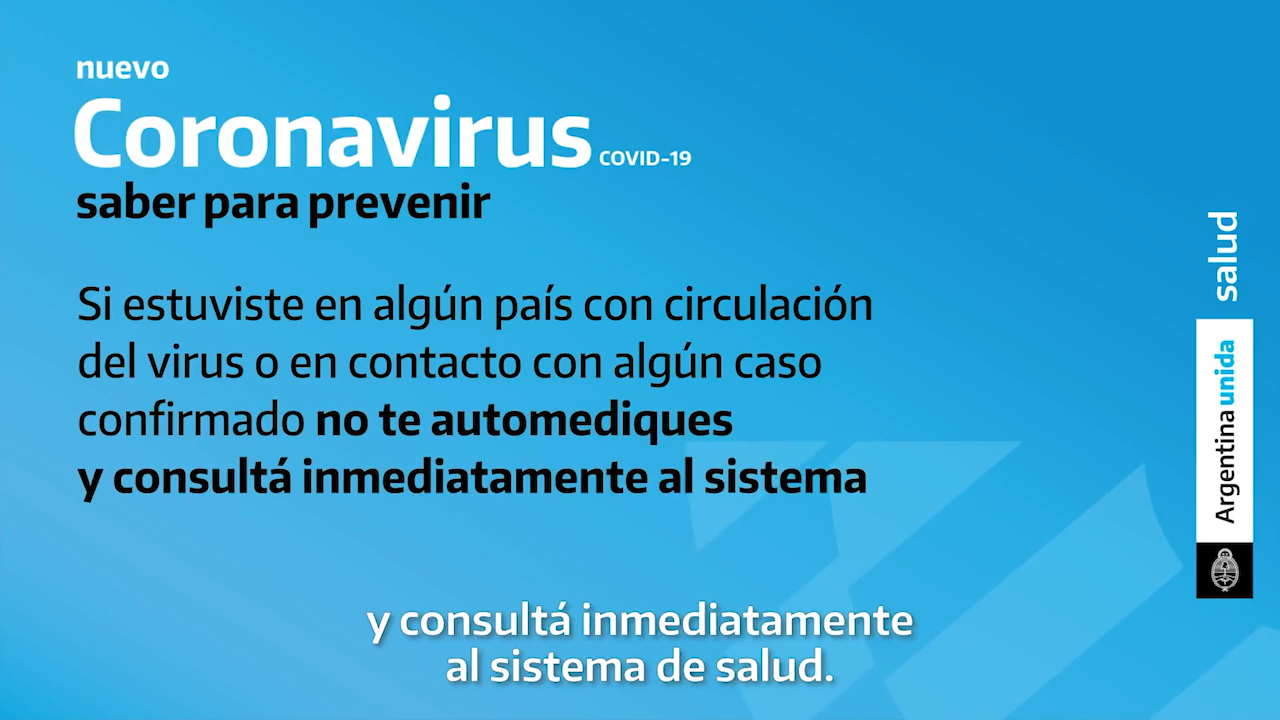 nuevo
Coronavirus COVID-19
saber para prevenir
Si estuviste en algún país con circulación
del virus o en contacto con algún caso
confirmado no te automediques
y consultá inmediatamente al sistema
y consultá inmediatamente
al sistema de salud.
salud
Argentina unida